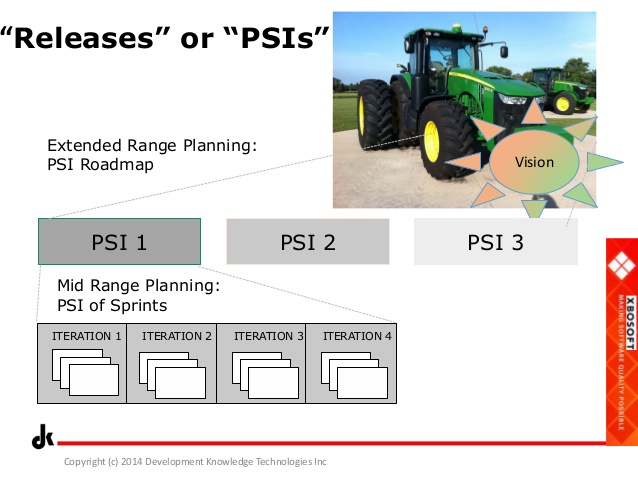 “Releases” or “PSIs”
Extended Range Planning:
PSI Roadmap
Vision
PSI 1
PSI 2
PSI 3
Mid Range Planning:
PSI of Sprints
ITERATION 1
ITERATION 2
ITERATION 3
ITERATION 4
XBOSOFT
MAKING SOFTWARE QUALITY POSSIBLE
dk
Copyright (c) 2014 Development Knowledge Technologies Inc